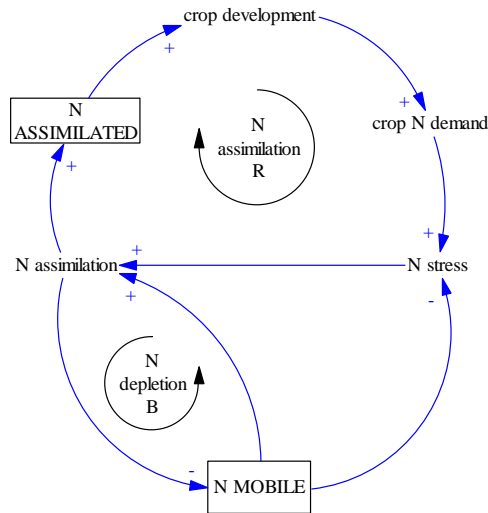 crop development
+
N
ASSIMILATED
+
crop N demand
N
assimilation
R
+
+
N assimilation
+
N stress
+
-
N
depletion
B
-
N MOBILE